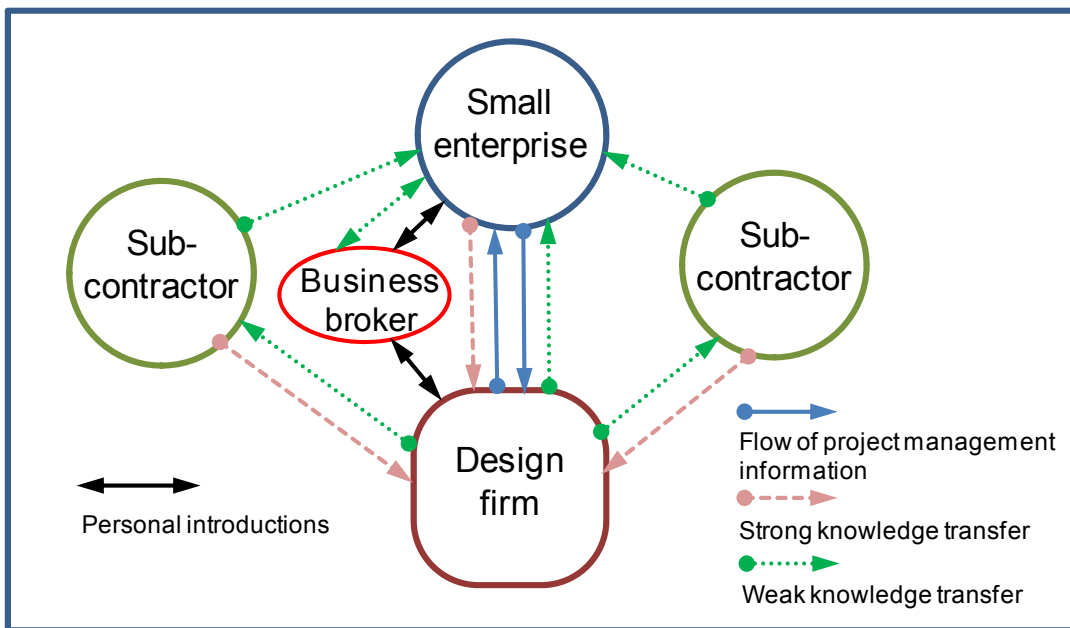 Small
enterprise
Sub-
contractor
Sub-
contractor
Business
broker
Design
firm
Personal introductions
Flow of project management
information
Strong knowledge transfer
Weak knowledge transfer